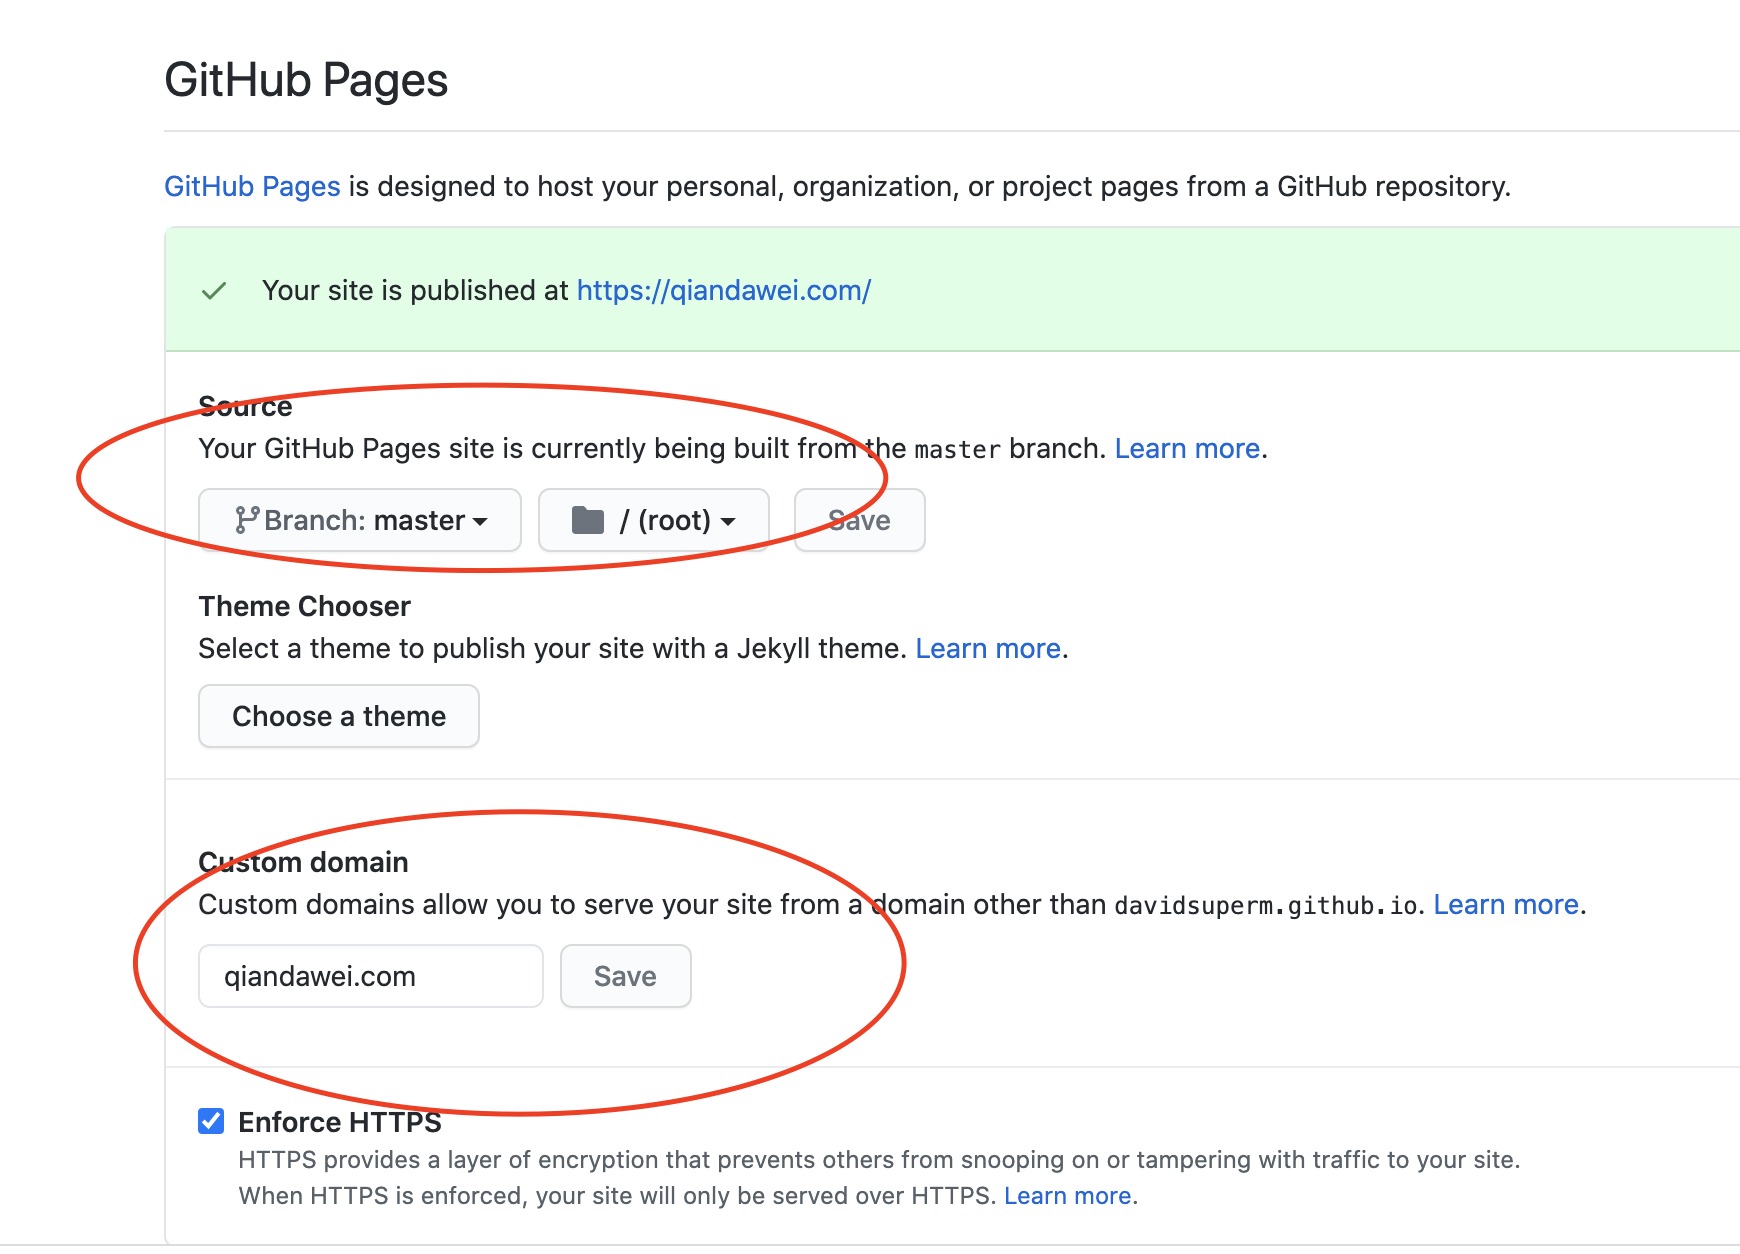 GitHub Pages
GitHub Pages is designed to host your personal, organization, or project pages from a GitHub repository.
Your site is published at https://qiandawei.com/
Source
Your GitHub Pages site is currently being built from the master branch. Learn more.
Branch: master / (root) Save
Theme Chooser
Select a theme to publish your site with a Jekyll theme. Learn more.
Choose a theme
Custom domain
Custom domains allow you to serve your site from a domain other than davidsuperm.github.io. Learn more.
qiandawei.com Save
Enforce HTTPS
HTTPS provides a layer of encryption that prevents others from snooping on or tampering with traffic to your site.
When HTTPS is enforced, your site will only be served over HTTPS. Learn more.